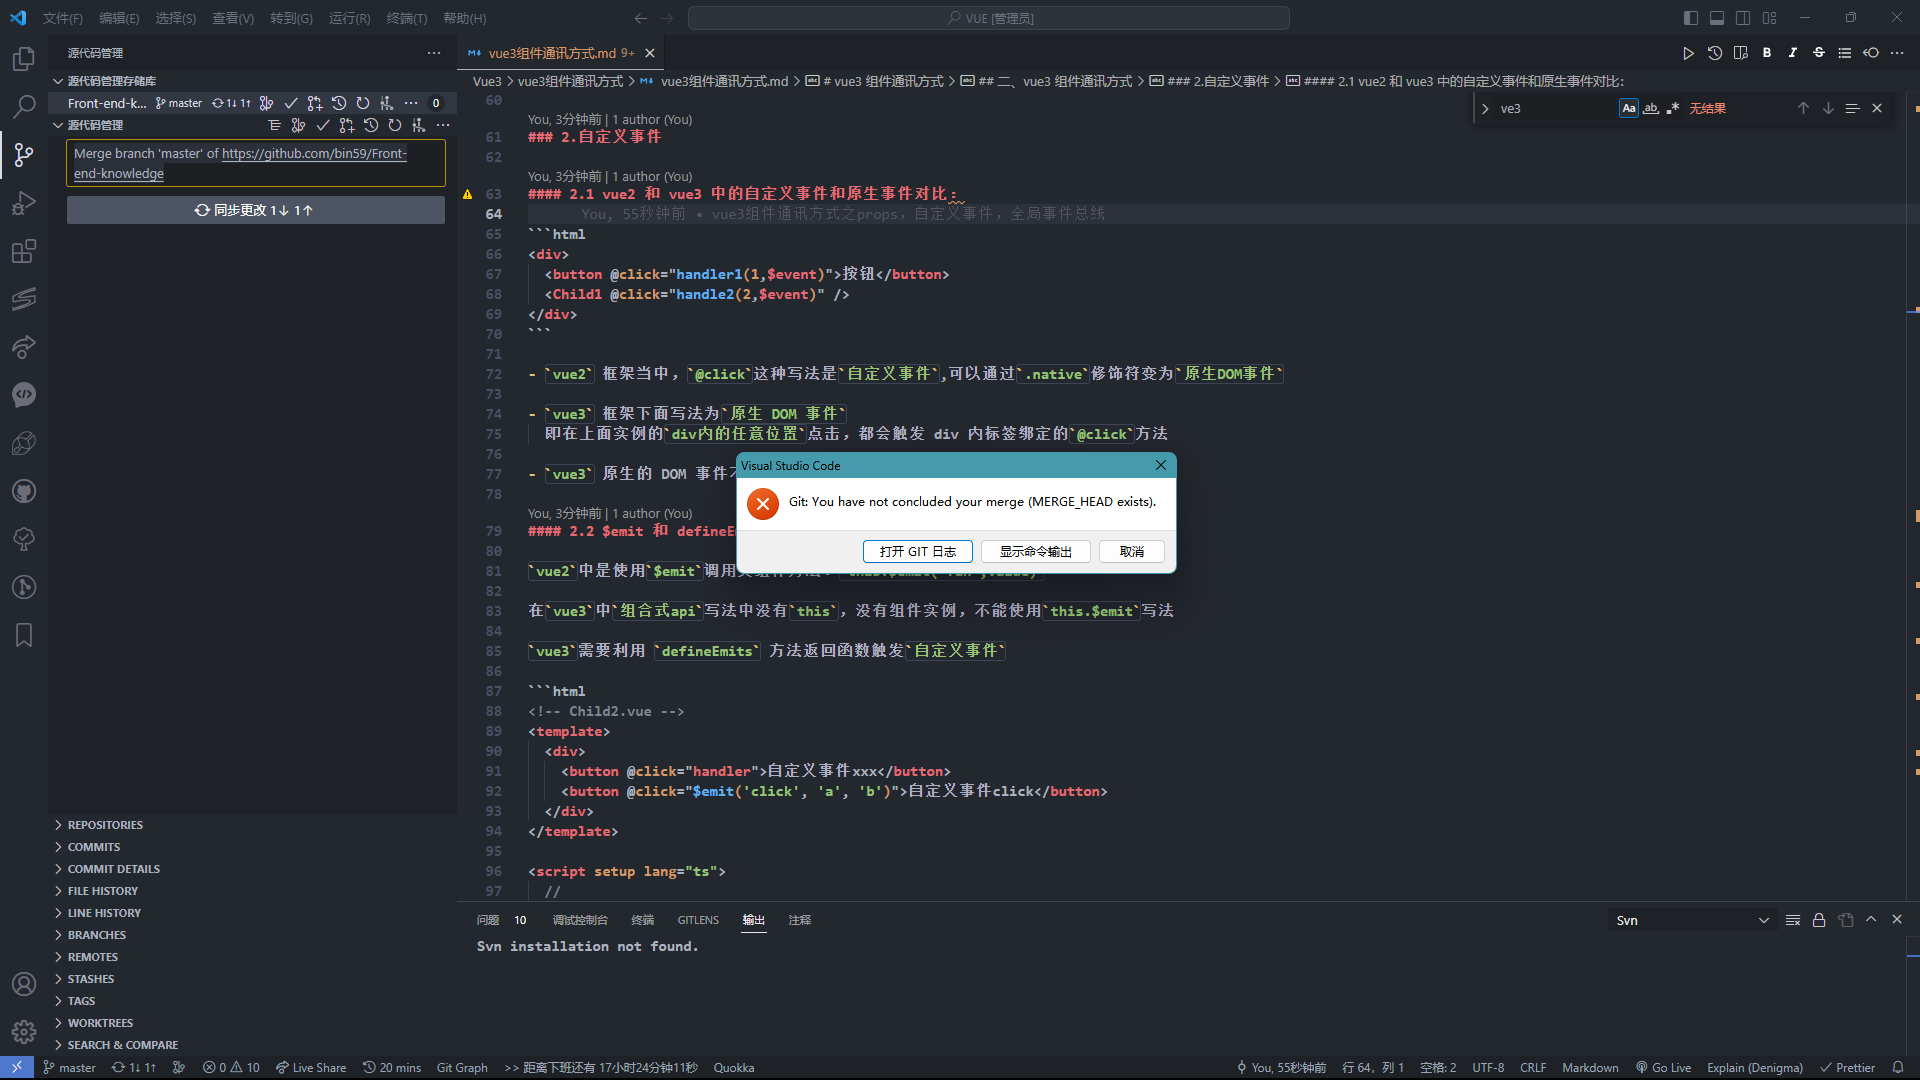 文件(F) 编辑(E) 选择(S) 查看(V) 转到(G) 运行(R) 终端(T) 帮助(H)
VUE [管理员]
源代码管理
源代码管理存储库
Front-end-k... master 1↓ 1↑ 0
源代码管理
Merge branch 'master' of https://github.com/bin59/Front-
end-knowledge
同步更改 1↓ 1↑
REPOSITORIES
COMMITS
COMMIT DETAILS
FILE HISTORY
LINE HISTORY
BRANCHES
REMOTES
STASHES
TAGS
WORKTREES
SEARCH & COMPARE
vue3组件通讯方式.md 9+
Vue3 > vue3组件通讯方式 > vue3组件通讯方式.md > # vue3 组件通讯方式 > ## 二、vue3 组件通讯方式 > ### 2.自定义事件 > #### 2.1 vue2 和 vue3 中的自定义事件和原生事件对比:
ve3 Aa ab 无结果
60
You, 3分钟前 | 1 author (You)
61 ### 2.自定义事件
62
You, 3分钟前 | 1 author (You)
63 #### 2.1 vue2 和 vue3 中的自定义事件和原生事件对比:
64 You, 55秒钟前 • vue3组件通讯方式之props，自定义事件，全局事件总线
65 ```html
66 <div>
67 <button @click="handler1(1,$event)">按钮</button>
68 <Child1 @click="handle2(2,$event)" />
69 </div>
70 ```
71
72 - `vue2` 框架当中，`@click`这种写法是`自定义事件`,可以通过`.native`修饰符变为`原生DOM事件`
73
74 - `vue3` 框架下面写法为`原生 DOM 事件`
75 即在上面实例的`div内的任意位置`点击，都会触发 div 内标签绑定的`@click`方法
76
77 - `vue3` 原生的 DOM 事件
78
You, 3分钟前 | 1 author (You)
79 #### 2.2 $emit 和 defineE
80
81 `vue2`中是使用`$emit`调用
82
83 在`vue3`中`组合式api`写法中没有`this`，没有组件实例，不能使用`this.$emit`写法
84
85 `vue3`需要利用 `defineEmits` 方法返回函数触发`自定义事件`
86
87 ```html
88 <!-- Child2.vue -->
89 <template>
90 <div>
91 <button @click="handler">自定义事件xxx</button>
92 <button @click="$emit('click', 'a', 'b')">自定义事件click</button>
93 </div>
94 </template>
95
96 <script setup lang="ts">
97 //
Visual Studio Code
Git: You have not concluded your merge (MERGE_HEAD exists).
打开 GIT 日志 显示命令输出 取消
问题 10 调试控制台 终端 GITLENS 输出 注释 Svn
Svn installation not found.
master 1↓ 1↑ 0 10 Live Share 20 mins Git Graph >> 距离下班还有 17小时24分钟11秒 Quokka You, 55秒钟前 行 64，列 1 空格: 2 UTF-8 CRLF Markdown Go Live Explain (Denigma) Prettier